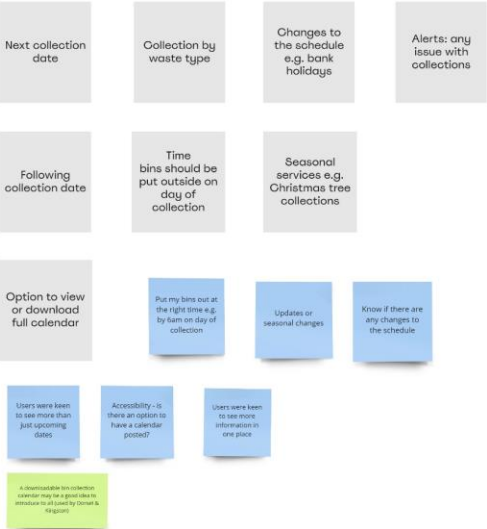 Next collection
date
Collection by
waste type
Changes to
the schedule
e.g. bank
holidays
Alerts: any
issue with
collections
Following
collection date
Time
bins should be
put outside on
day of
collection
Seasonal
services e.g.
Christmas tree
collections
Option to view
or download
full calendar
Put my bins out at
the right time e.g.
by 6am on day of
collection
Updates or
seasonal changes
Know if there are
any changes to
the schedule
Users were keen
to see more than
just upcoming
dates
Accessibility - is
there an option to
have a calendar
posted?
Users were keen
to see more
information in
one place
A downloadable bin collection
calendar may be a good idea to
introduce to all (used by Dorset &
Kingston)